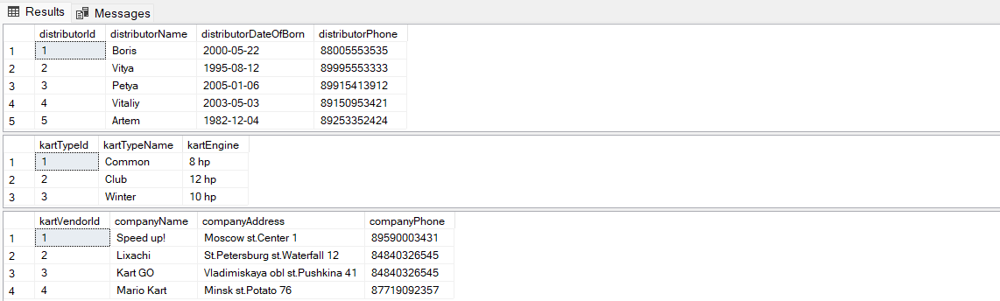 Results Messages
distributorId distributorName distributorDateOfBorn distributorPhone
1 1 Boris 2000-05-22 88005553535
2 2 Vitya 1995-08-12 89995553333
3 3 Petya 2005-01-06 89915413912
4 4 Vitaliy 2003-05-03 89150953421
5 5 Artem 1982-12-04 89253352424
kartTypeId kartTypeName kartEngine
1 1 Common 8 hp
2 2 Club 12 hp
3 3 Winter 10 hp
kartVendorId companyName companyAddress companyPhone
1 1 Speed up! Moscow st.Center 1 89590003431
2 2 Lixachi St.Petersburg st.Waterfall 12 84840326545
3 3 Kart GO Vladimiskaya obl st.Pushkina 41 84840326545
4 4 Mario Kart Minsk st.Potato 76 87719092357